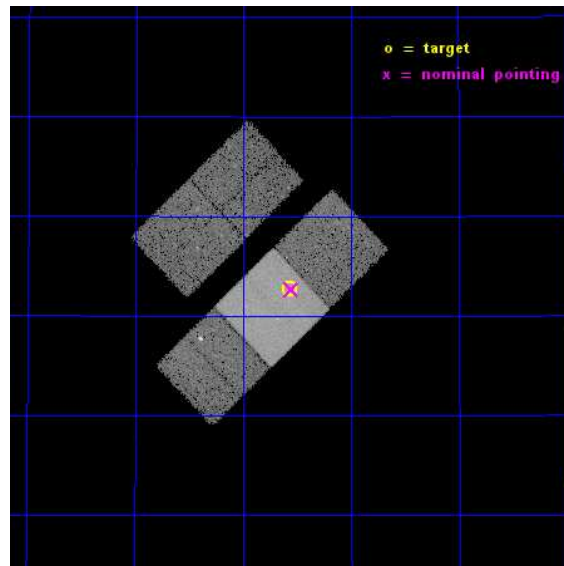 o = target
x = nominal pointing